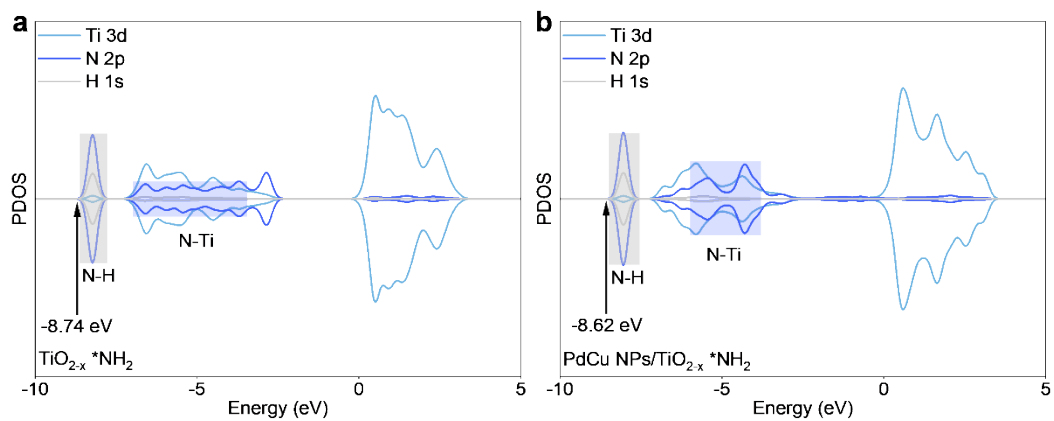 a
Ti 3d
N 2p
H 1s
PDOS
N-Ti
N-H
-8.74 eV
TiO2-x *NH2
-10
-5
0
5
Energy (eV)
b
Ti 3d
N 2p
H 1s
PDOS
N-Ti
N-H
-8.62 eV
PdCu NPs/TiO2-x *NH2
-10
-5
0
5
Energy (eV)